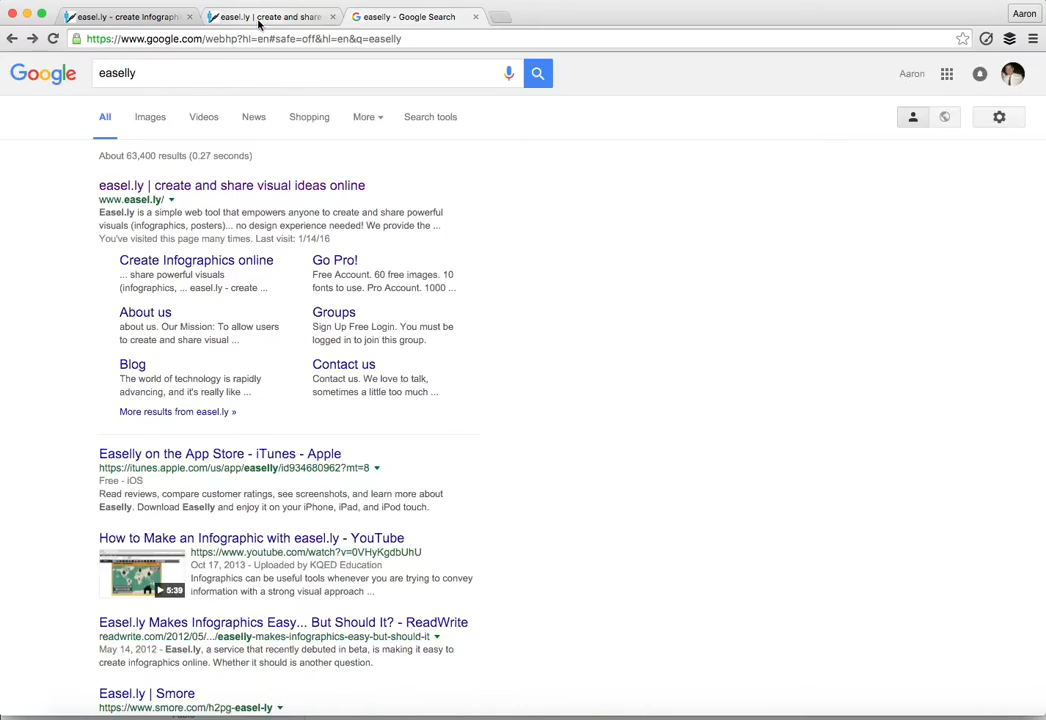 easel.ly - create Infographi
easel.ly | create and share
easelly - Google Search
Aaron
https://www.google.com/webhp?hl=en#safe=off&hl=en&q=easelly
Google
easelly
Aaron
All
Images
Videos
News
Shopping
More
Search tools
About 63,400 results (0.27 seconds)
easel.ly | create and share visual ideas online
www.easel.ly/
Easel.ly is a simple web tool that empowers anyone to create and share powerful
visuals (infographics, posters)... no design experience needed! We provide the ...
You've visited this page many times. Last visit: 1/14/16
Create Infographics online
... share powerful visuals
(infographics, ... easel.ly - create ...
Go Pro!
Free Account. 60 free images. 10
fonts to use. Pro Account. 1000 ...
About us
about us. Our Mission: To allow users
to create and share visual ...
Groups
Sign Up Free Login. You must be
logged in to join this group.
Blog
The world of technology is rapidly
advancing, and it's really like ...
Contact us
Contact us. We love to talk,
sometimes a little too much ...
More results from easel.ly »
Easelly on the App Store - iTunes - Apple
https://itunes.apple.com/us/app/easelly/id934680962?mt=8
Free - iOS
Read reviews, compare customer ratings, see screenshots, and learn more about
Easelly. Download Easelly and enjoy it on your iPhone, iPad, and iPod touch.
How to Make an Infographic with easel.ly - YouTube
https://www.youtube.com/watch?v=0VHyKgdbUhU
Oct 17, 2013 - Uploaded by KQED Education
Infographics can be useful tools whenever you are trying to convey
information with a strong visual approach ...
5:39
Easel.ly Makes Infographics Easy... But Should It? - ReadWrite
readwrite.com/2012/05/.../easelly-makes-infographics-easy-but-should-it
May 14, 2012 - Easel.ly, a service that recently debuted in beta, is making it easy to
create infographics online. Whether it should is another question.
Easel.ly | Smore
https://www.smore.com/h2pg-easel-ly